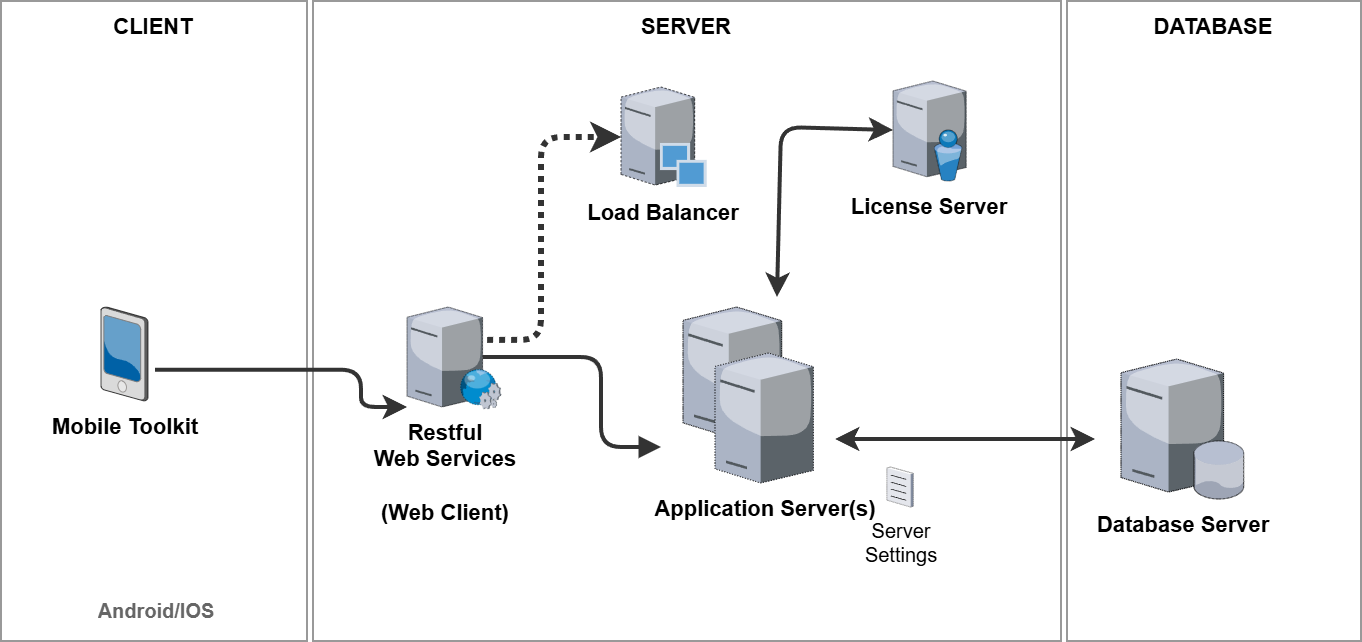 CLIENT
SERVER
DATABASE
Load Balancer
License Server
Mobile Toolkit
Restful
Web Services
(Web Client)
Application Server(s)
Server
Settings
Database Server
Android/IOS